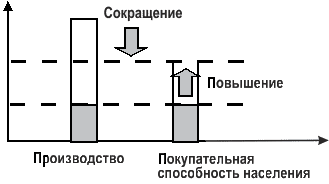 Сокращение
Повышение
Производство
Покупательная
способность населения